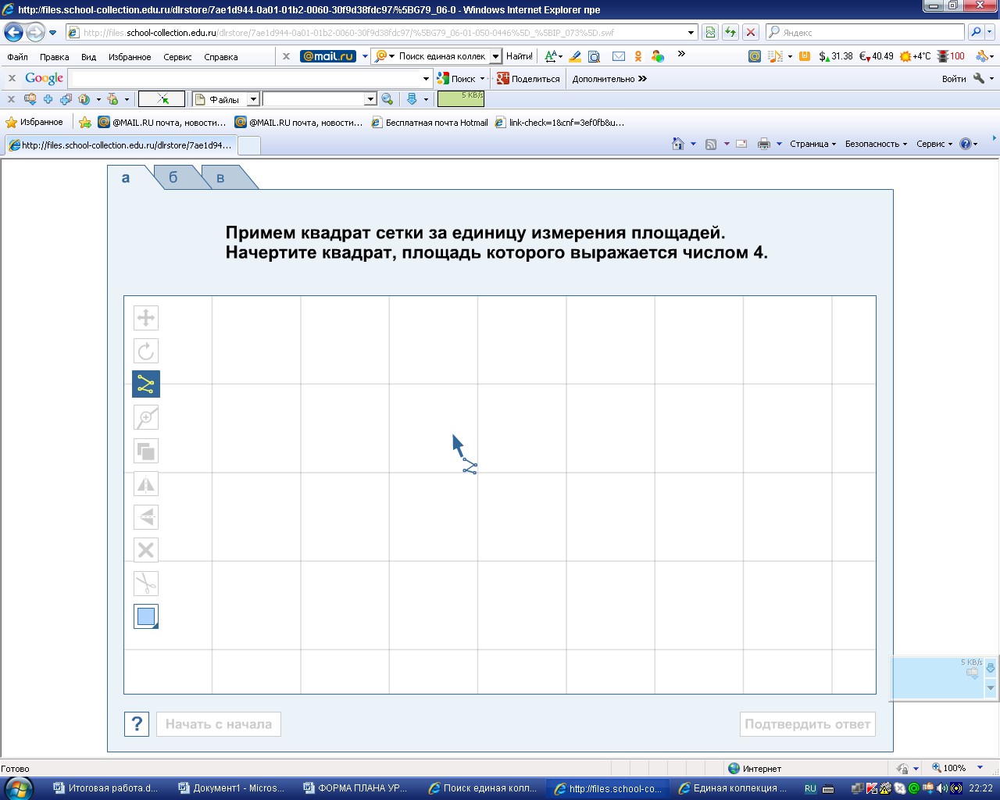 http://files.school-collection.edu.ru/dlrstore/7ae1d944-0a01-01b2-0060-30f9d38fdc97/%5BG79_06-0 - Windows Internet Explorer пре
http://files.school-collection.edu.ru/dlrstore/7ae1d944-0a01-01b2-0060-30f9d38fdc97/%5BG79_06-01-050-0446%5D_%5BIP_073%5D.swf
Яндекс
Файл Правка Вид Избранное Сервис Справка
x @mail.ru Поиск единая коллек Найти! $ 31.38 € 40.49 +4°C 100
x Google Поиск Поделиться Дополнительно Войти
x Файлы 5 KB/s
Избранное @MAIL.RU почта, новости... @MAIL.RU почта, новости... Бесплатная почта Hotmail link-check=1&cnf=3ef0fb&u...
http://files.school-collection.edu.ru/dlrstore/7ae1d94... Страница Безопасность Сервис
а б в
Примем квадрат сетки за единицу измерения площадей.
Начертите квадрат, площадь которого выражается числом 4.
5 KB/s
? Начать с начала Подтвердить ответ
Готово Интернет 100%
Итоговая работа.d... Документ1 - Micros... ФОРМА ПЛАНА УР... Поиск единая колл... http://files.school-co... Единая коллекция ... RU 22:22